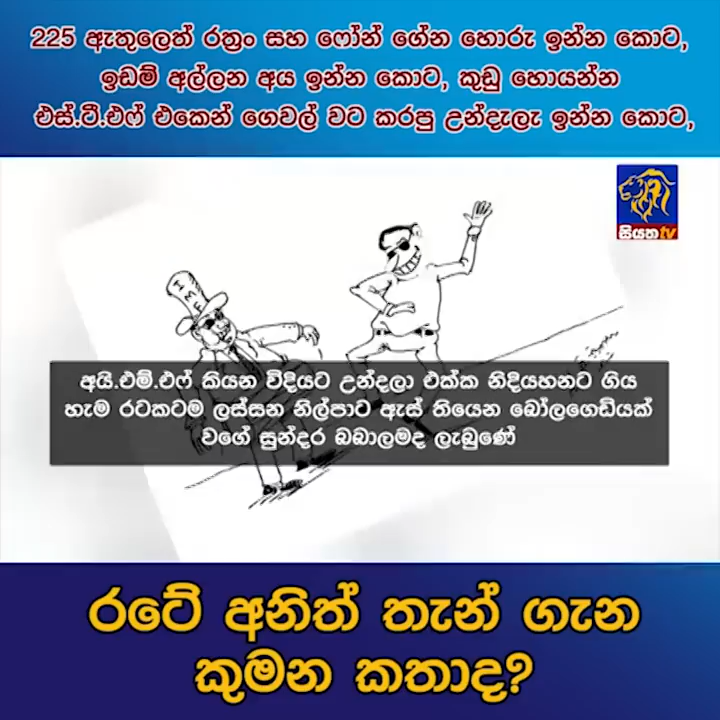 225 ඇතුලෙත් රත්‍රං සහ ෆෝන් ගේන හොරු ඉන්න කොට,
ඉඩම් අල්ලන අය ඉන්න කොට, කුඩු හොයන්න
එස්.ටී.එෆ් එකෙන් ගෙවල් වට කරපු උන්දැලැ ඉන්න කොට,
සියත tv
IMF
අයි.එම්.එෆ් කියන විදියට උන්දලා එක්ක නිදියහනට ගිය
හැම රටකටම ලස්සන නිල්පාට ඇස් තියෙන බෝලගෙඩියක්
වගේ සුන්දර බබාලමද ලැබුණේ
රටේ අනිත් තැන් ගැන
කුමන කතාද?